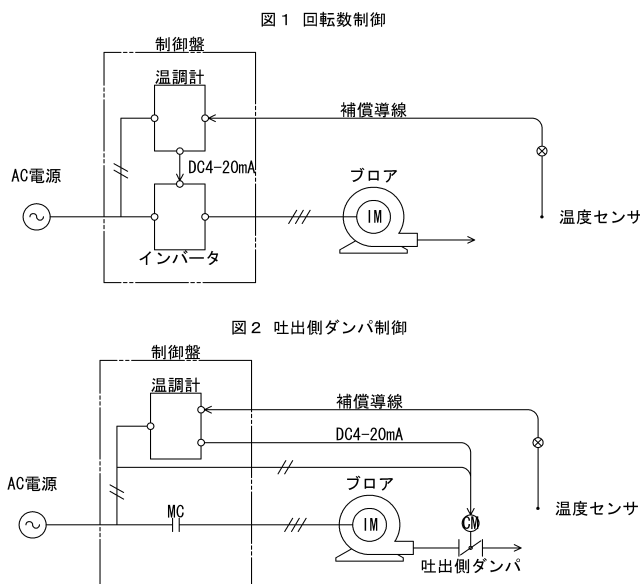 図1 回転数制御
制御盤
温調計
補償導線
DC4-20mA
AC電源
ブロア
IM
温度センサ
インバータ
図2 吐出側ダンパ制御
制御盤
温調計
補償導線
DC4-20mA
AC電源
MC
ブロア
IM
CM
温度センサ
吐出側ダンパ